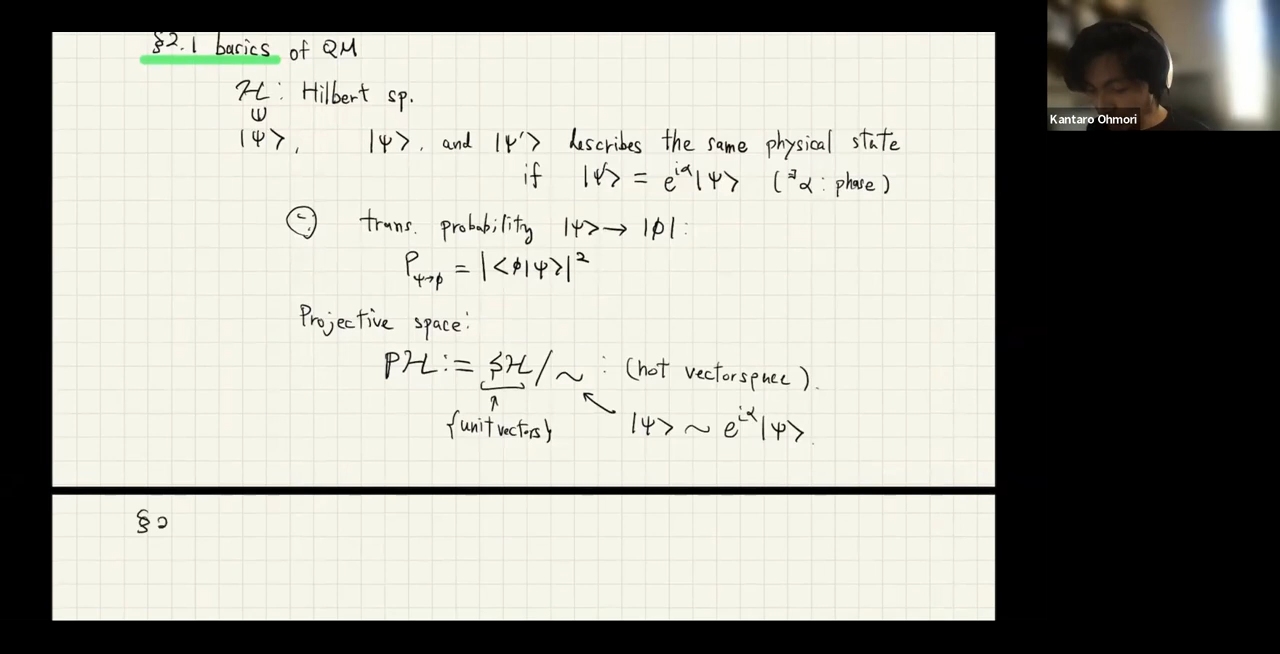 §2.1 basics of QM
ℋ : Hilbert sp.
∪
|ψ>, |ψ>, and |ψ'> describes the same physical state
if |ψ'> = e^{iα}|ψ> (∃α : phase)
trans. probability |ψ> → |φ| :
P_{ψ→φ} = |<φ|ψ>|²
Projective space:
Pℋ := Sℋ/~ : (not vectorspace).
↑
{unit vectors} |ψ> ~ e^{iα}|ψ>.
§2
Kantaro Ohmori